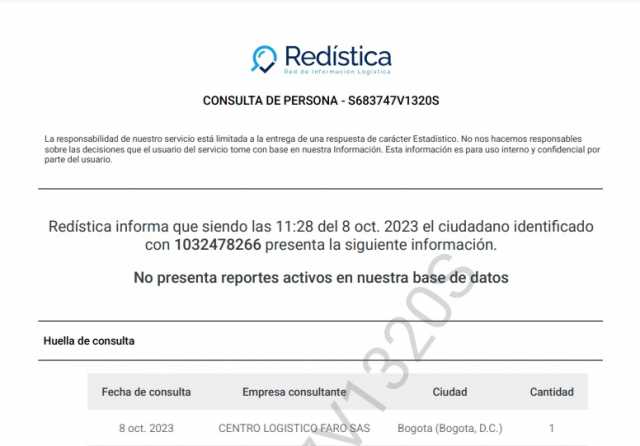 Redística
Red de Información Logística
CONSULTA DE PERSONA - S683747V1320S
La responsabilidad de nuestro servicio está limitada a la entrega de una respuesta de carácter Estadístico. No nos hacemos responsables
sobre las decisiones que el usuario del servicio tome con base en nuestra Información. Esta información es para uso interno y confidencial por
parte del usuario.
Redística informa que siendo las 11:28 del 8 oct. 2023 el ciudadano identificado
con 1032478266 presenta la siguiente información.
No presenta reportes activos en nuestra base de datos
Huella de consulta
Fecha de consulta Empresa consultante Ciudad Cantidad
8 oct. 2023 CENTRO LOGISTICO FARO SAS Bogota (Bogota, D.C.) 1
7V1320S